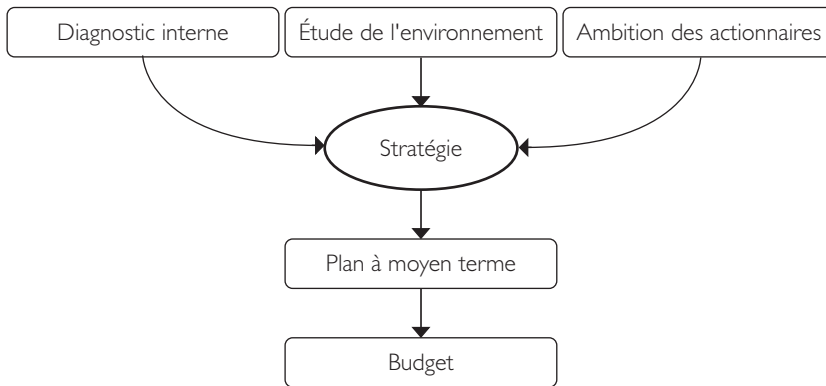 Diagnostic interne
Étude de l'environnement
Ambition des actionnaires
Stratégie
Plan à moyen terme
Budget